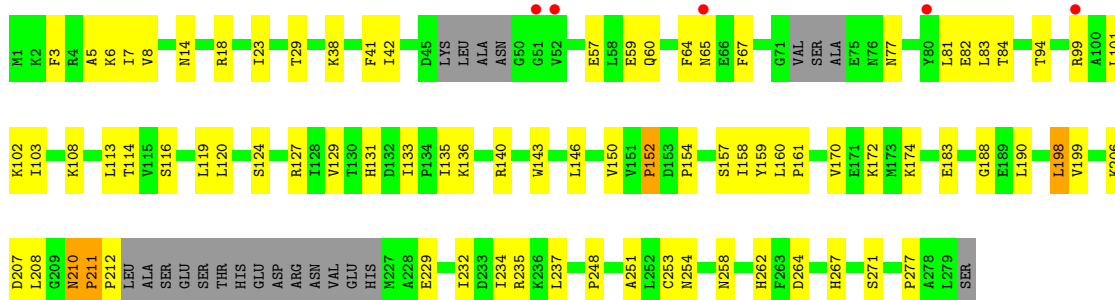 M1 K2 F3 R4 A5 K6 I7 V8 N14 R18 I23 T29 K38 F41 I42 D45 LYS LEU ALA ASN G50 G51 V52 E57 L58 E59 Q60 F64 N65 E66 F67 G71 VAL SER ALA E75 N76 N77 Y80 L81 E82 L83 T84 T94 R99 A100 L101
K102 I103 K108 L113 T114 V115 S116 L119 L120 S124 R127 I128 V129 T130 H131 D132 I133 P134 I135 K136 R140 W143 L146 V150 V151 P152 D153 P154 S157 I158 Y159 L160 P161 V170 E171 K172 M173 K174 E183 G188 E189 L190 L198 V199
D207 L208 G209 N210 P211 P212 LEU ALA SER GLU SER THR HIS GLU ASP ARG ASN VAL GLU HIS M227 A228 E229 I232 D233 I234 R235 K236 L237 P248 A251 L252 C253 N254 N258 H262 F263 D264 H267 S271 P277 A278 L279 SER